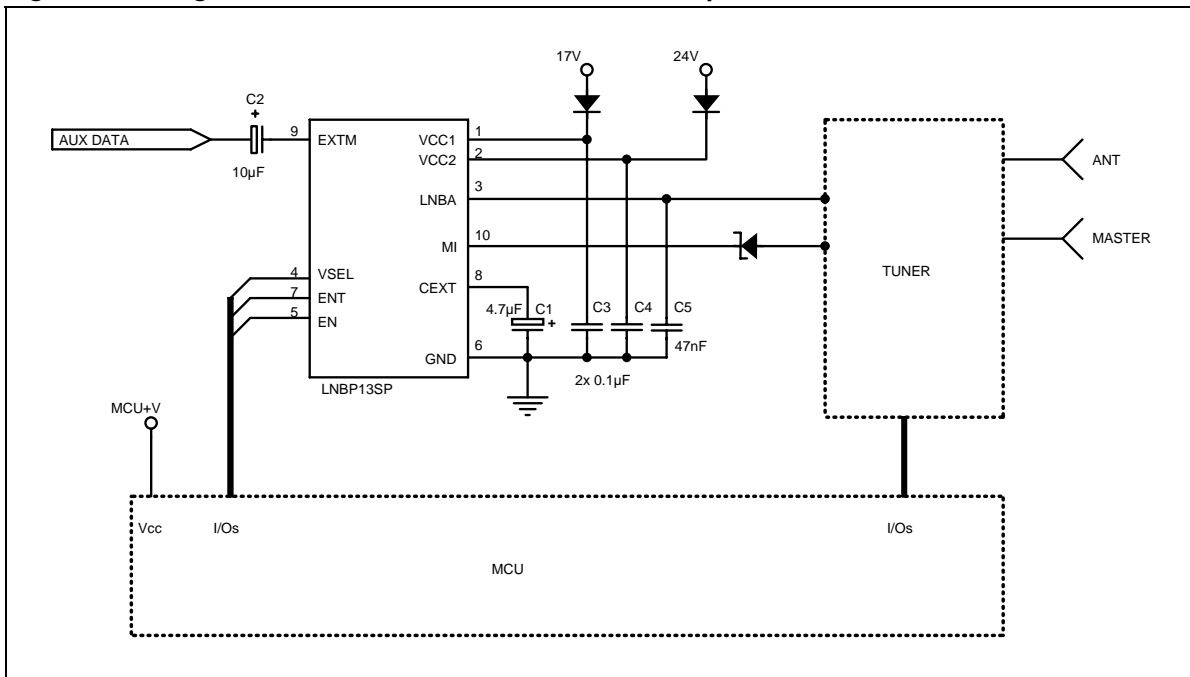 17V
24V
C2
+
AUX DATA
9
EXTM
10µF
VCC1
1
VCC2
2
LNBA
3
MI
10
ANT
MASTER
TUNER
4
VSEL
7
ENT
5
EN
CEXT
8
4.7µF
C1
+
C3
C4
C5
47nF
GND
6
2x 0.1µF
LNBP13SP
MCU+V
Vcc
I/Os
I/Os
MCU